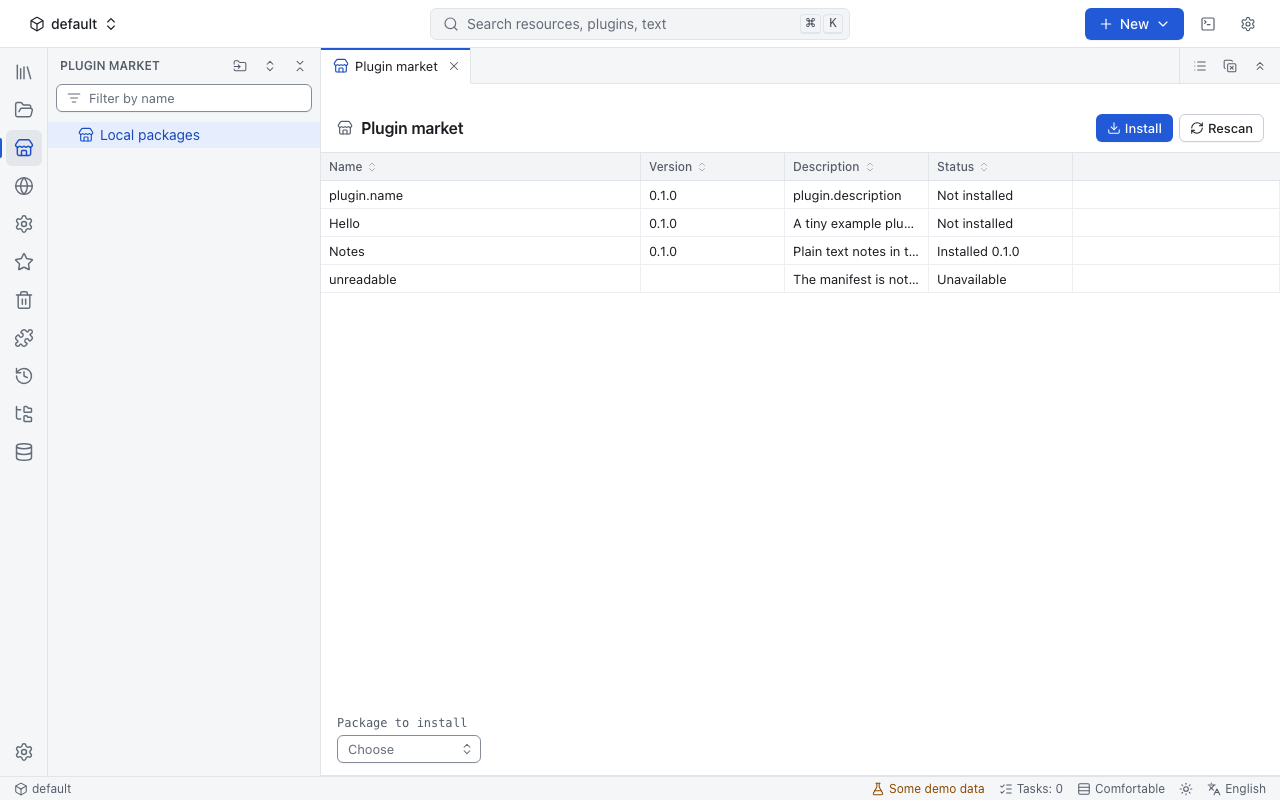 default
Search resources, plugins, text
⌘ K
New
PLUGIN MARKET
Filter by name
Local packages
Plugin market
Plugin market
Install
Rescan
Name Version Description Status
plugin.name 0.1.0 plugin.description Not installed
Hello 0.1.0 A tiny example plu... Not installed
Notes 0.1.0 Plain text notes in t... Installed 0.1.0
unreadable The manifest is not... Unavailable
Package to install
Choose
default
Some demo data
Tasks: 0
Comfortable
English